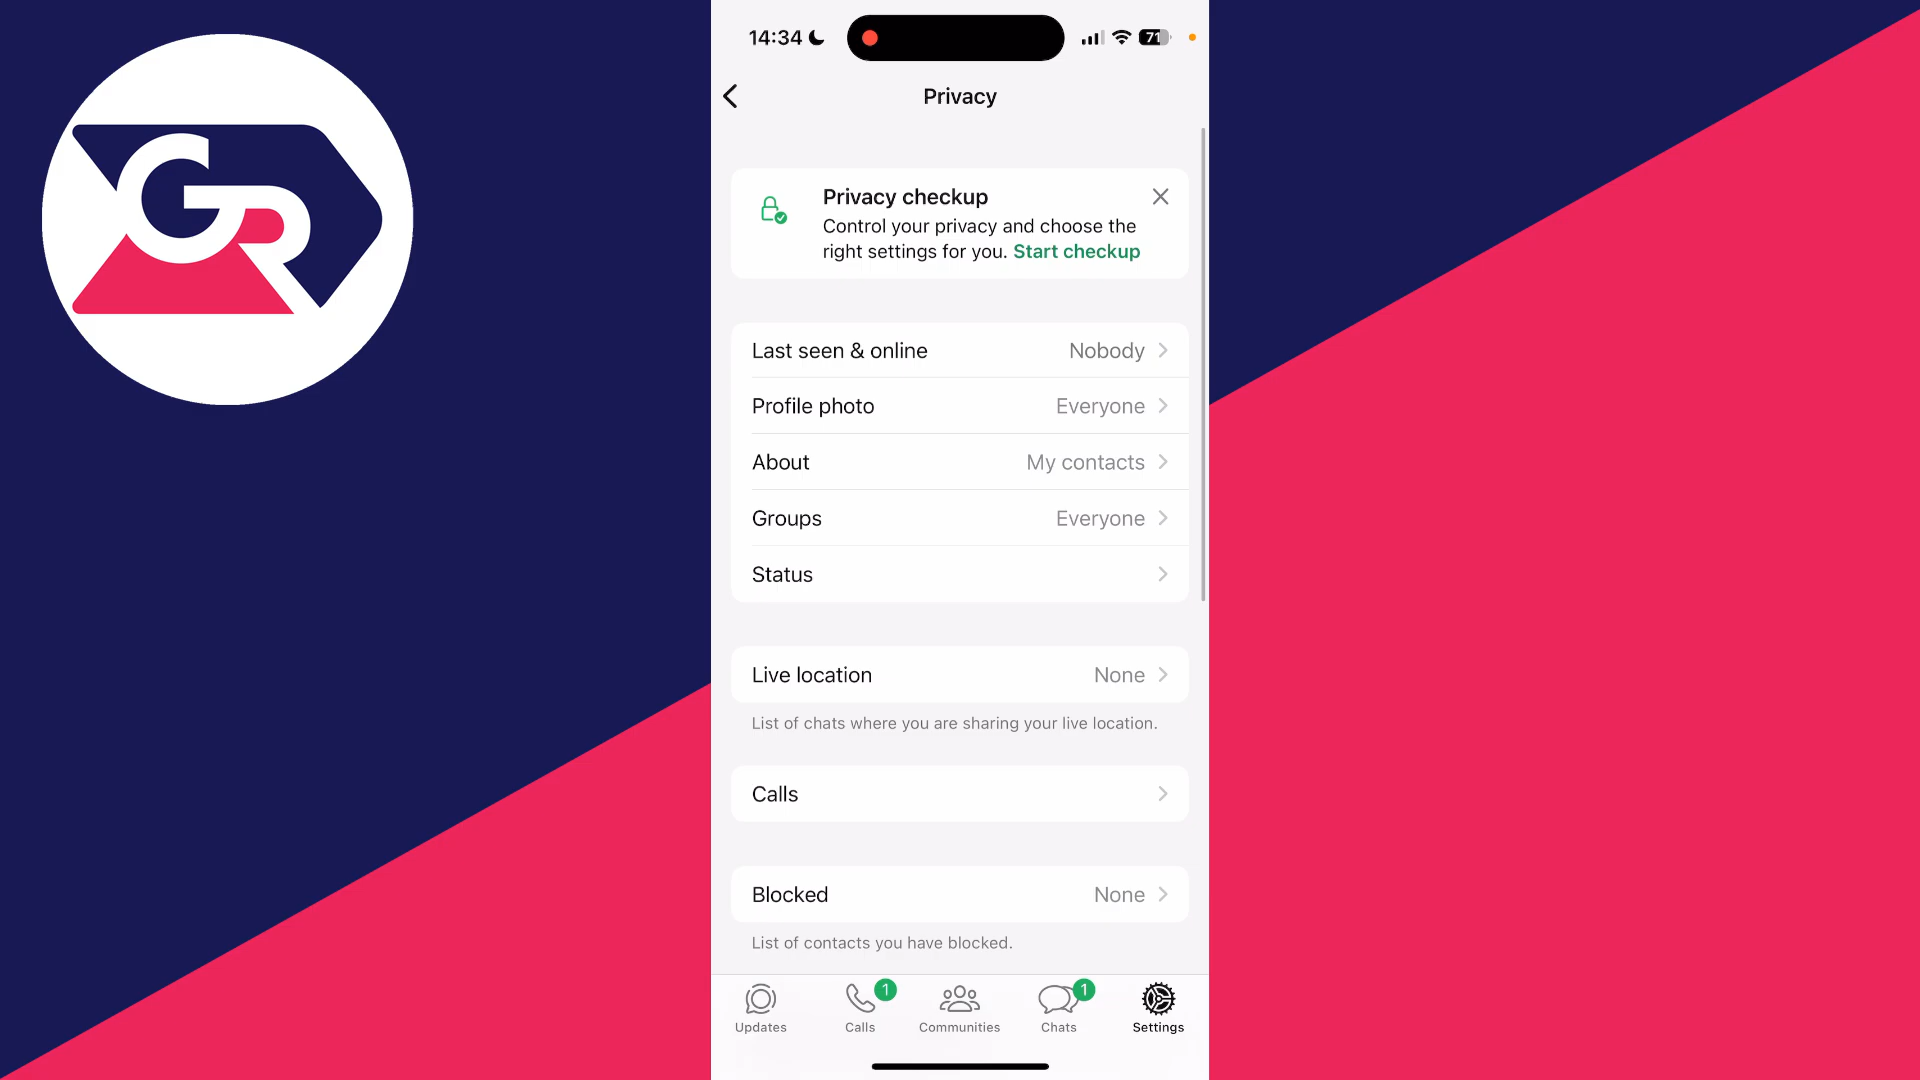 GR
14:34
71
Privacy
Privacy checkup
Control your privacy and choose the
right settings for you. Start checkup
Last seen & online Nobody
Profile photo Everyone
About My contacts
Groups Everyone
Status
Live location None
List of chats where you are sharing your live location.
Calls
Blocked None
List of contacts you have blocked.
1 1
Updates Calls Communities Chats Settings